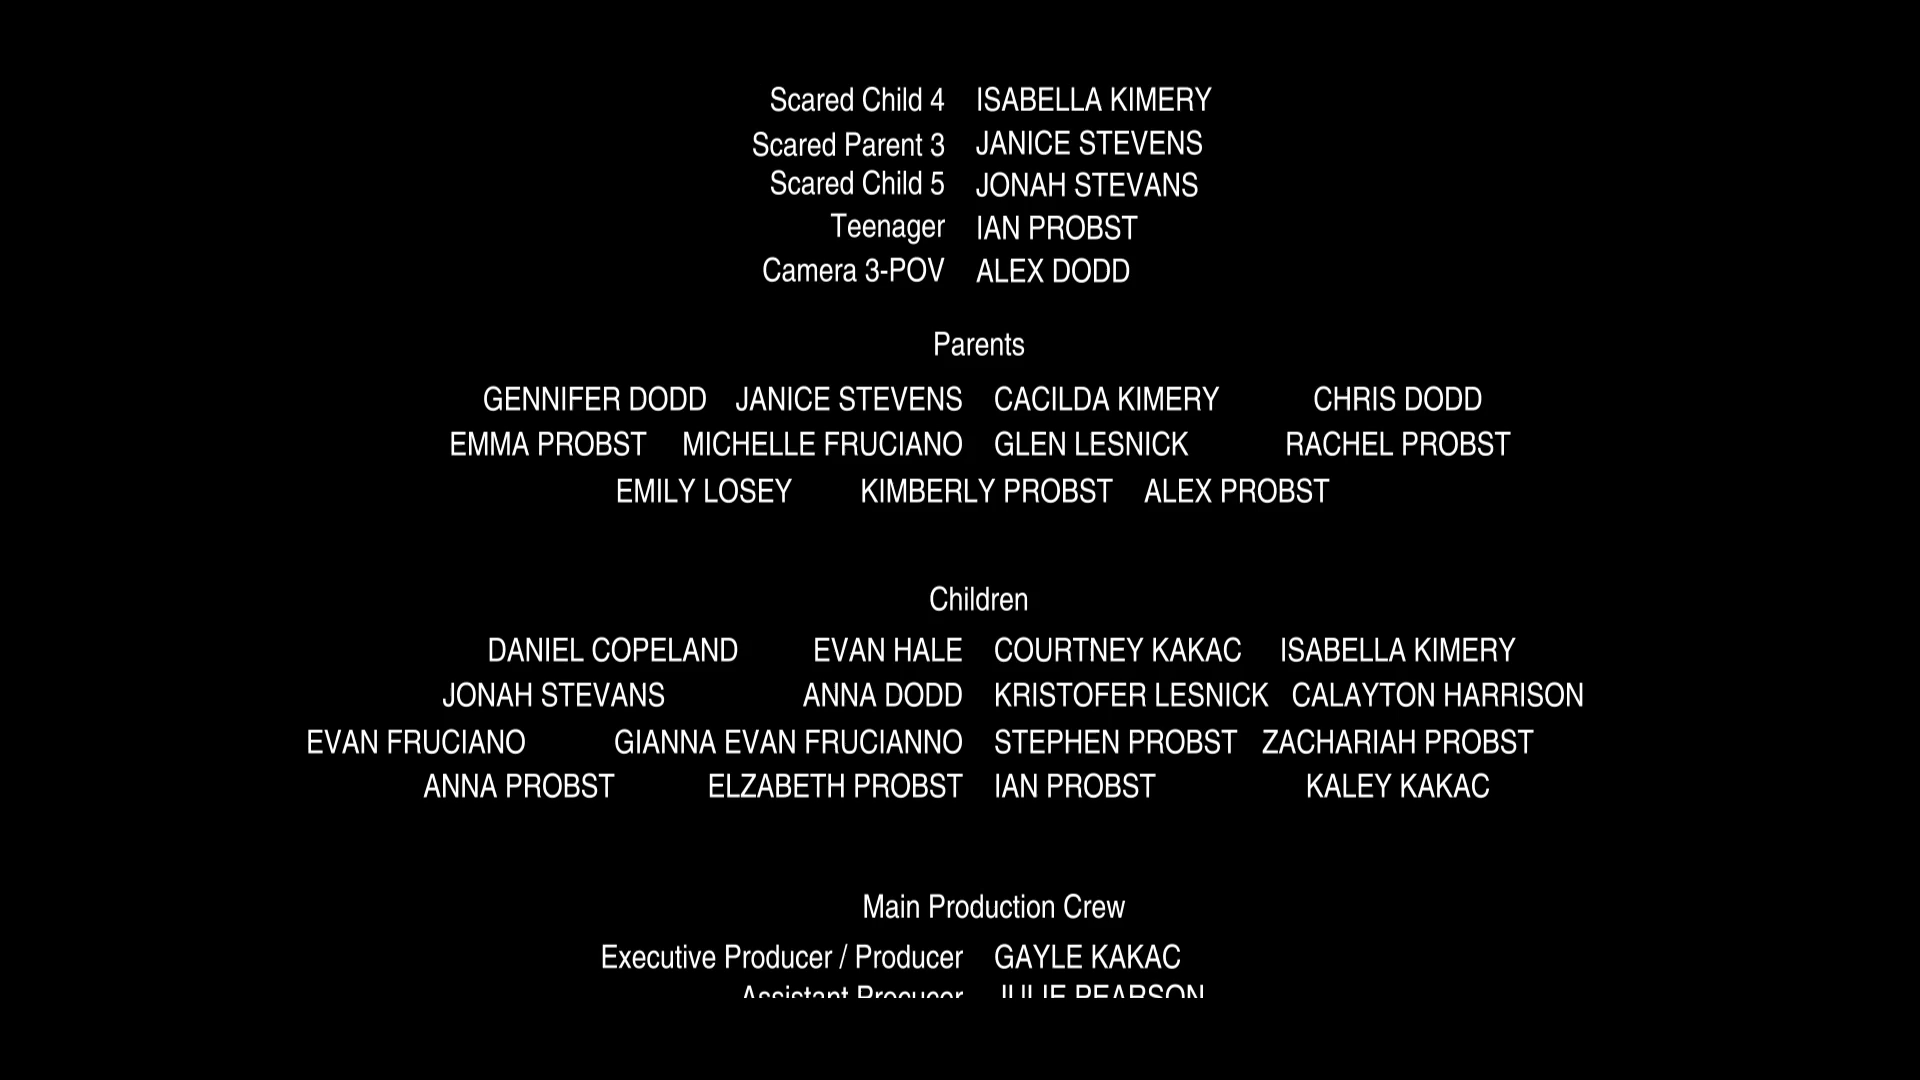 Scared Child 4 ISABELLA KIMERY
Scared Parent 3 JANICE STEVENS
Scared Child 5 JONAH STEVANS
Teenager IAN PROBST
Camera 3-POV ALEX DODD
Parents
GENNIFER DODD JANICE STEVENS CACILDA KIMERY CHRIS DODD
EMMA PROBST MICHELLE FRUCIANO GLEN LESNICK RACHEL PROBST
EMILY LOSEY KIMBERLY PROBST ALEX PROBST
Children
DANIEL COPELAND EVAN HALE COURTNEY KAKAC ISABELLA KIMERY
JONAH STEVANS ANNA DODD KRISTOFER LESNICK CALAYTON HARRISON
EVAN FRUCIANO GIANNA EVAN FRUCIANNO STEPHEN PROBST ZACHARIAH PROBST
ANNA PROBST ELZABETH PROBST IAN PROBST KALEY KAKAC
Main Production Crew
Executive Producer / Producer GAYLE KAKAC
Assistant Procucer JULIE PEARSON